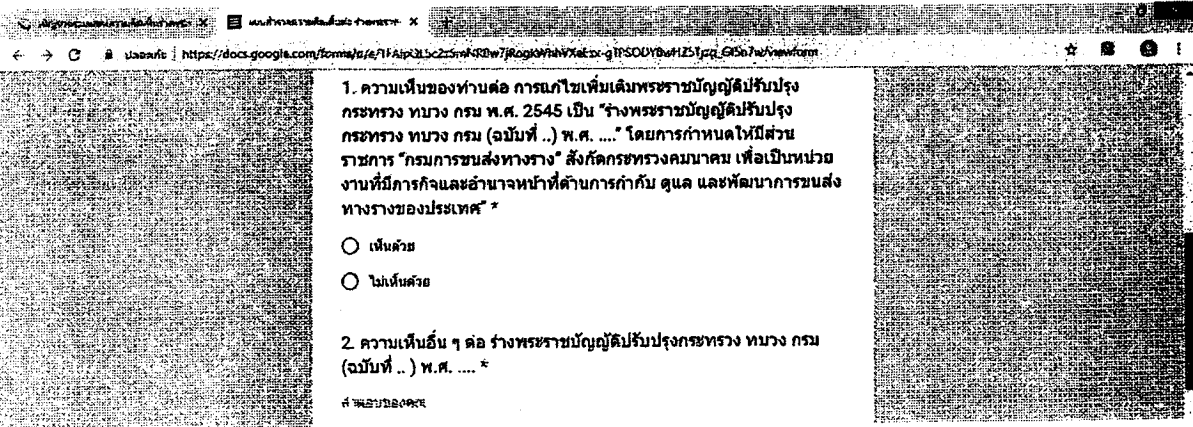 ปลอดภัย https://docs.google.com/forms/d/e/
1. ความเห็นของท่านต่อ การแก้ไขเพิ่มเติมพระราชบัญญัติปรับปรุง
กระทรวง ทบวง กรม พ.ศ. 2545 เป็น "ร่างพระราชบัญญัติปรับปรุง
กระทรวง ทบวง กรม (ฉบับที่ ..) พ.ศ. ...." โดยการกำหนดให้มีส่วน
ราชการ "กรมการขนส่งทางราง" สังกัดกระทรวงคมนาคม เพื่อเป็นหน่วย
งานที่มีภารกิจและอำนาจหน้าที่ด้านการกำกับ ดูแล และพัฒนาการขนส่ง
ทางรางของประเทศ" *
เห็นด้วย
ไม่เห็นด้วย
2. ความเห็นอื่น ๆ ต่อ ร่างพระราชบัญญัติปรับปรุงกระทรวง ทบวง กรม
(ฉบับที่ .. ) พ.ศ. .... *
คำตอบของคุณ